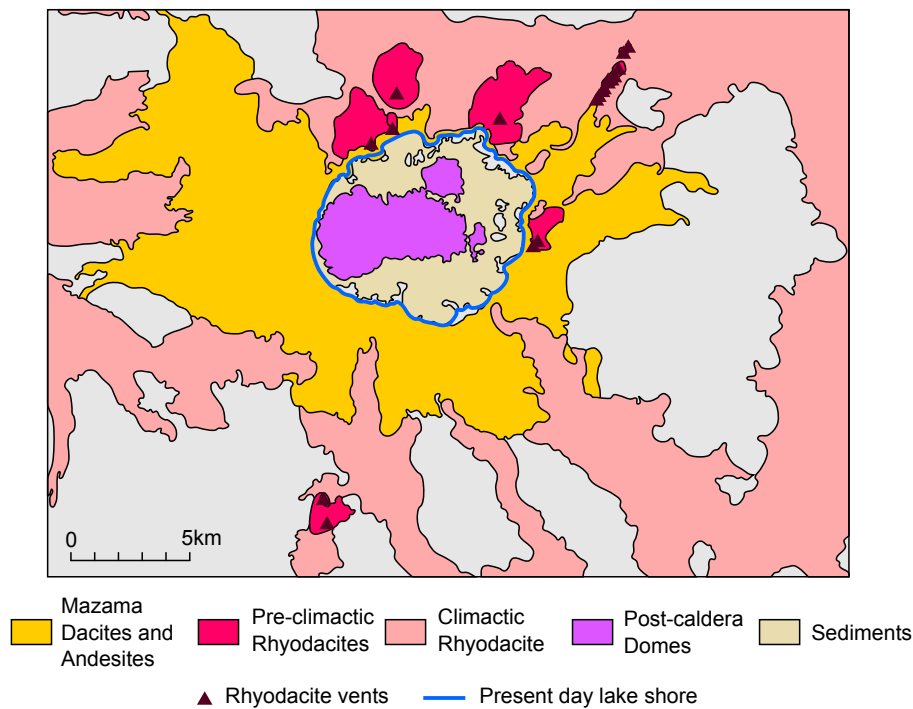 0 5km
Mazama
Dacites and
Andesites
Pre-climactic
Rhyodacites
Climactic
Rhyodacite
Post-caldera
Domes
Sediments
Rhyodacite vents
Present day lake shore